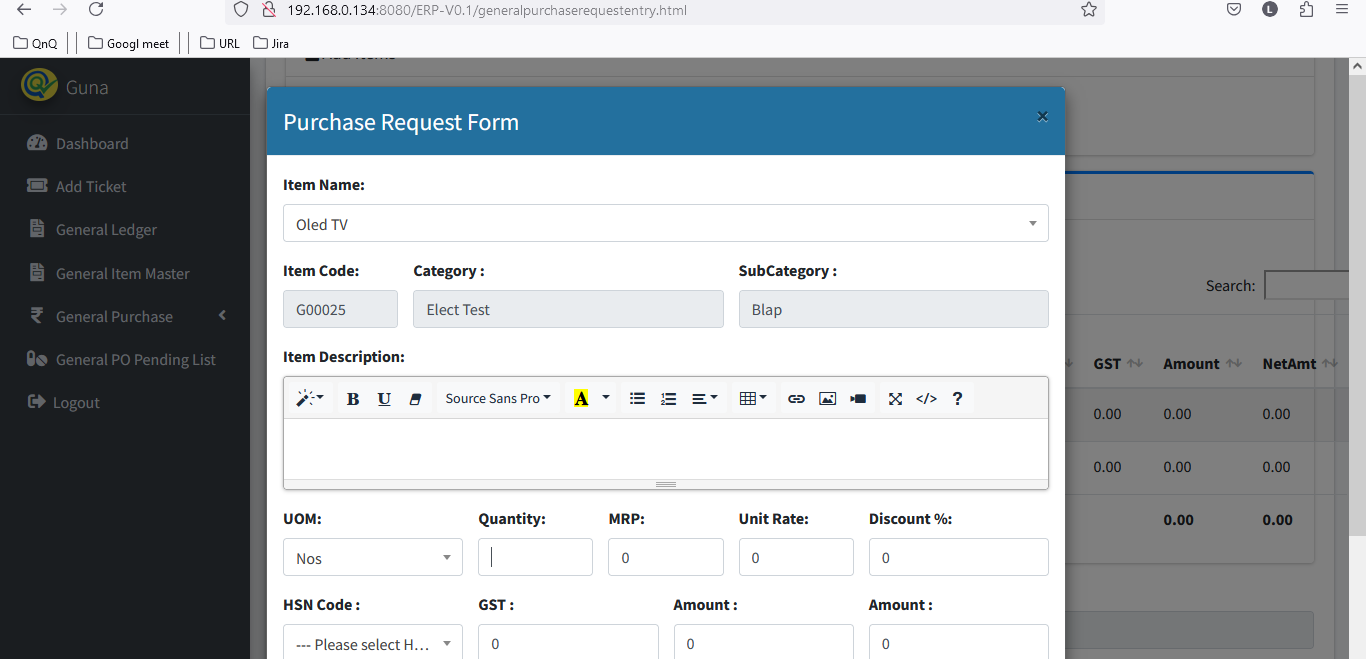 192.168.0.134:8080/ERP-V0.1/generalpurchaserequestentry.html
L
QnQ Googl meet URL Jira
Guna
Dashboard
Add Ticket
General Ledger
General Item Master
General Purchase
General PO Pending List
Logout
Purchase Request Form ×
Item Name:
Oled TV
Item Code: Category : SubCategory :
G00025 Elect Test Blap
Item Description:
A B U Source Sans Pro A </> ?
UOM: Quantity: MRP: Unit Rate: Discount %:
Nos 0 0 0
HSN Code : GST : Amount : Amount :
--- Please select H... 0 0 0
Search:
GST Amount NetAmt
0.00 0.00 0.00
0.00 0.00 0.00
0.00 0.00